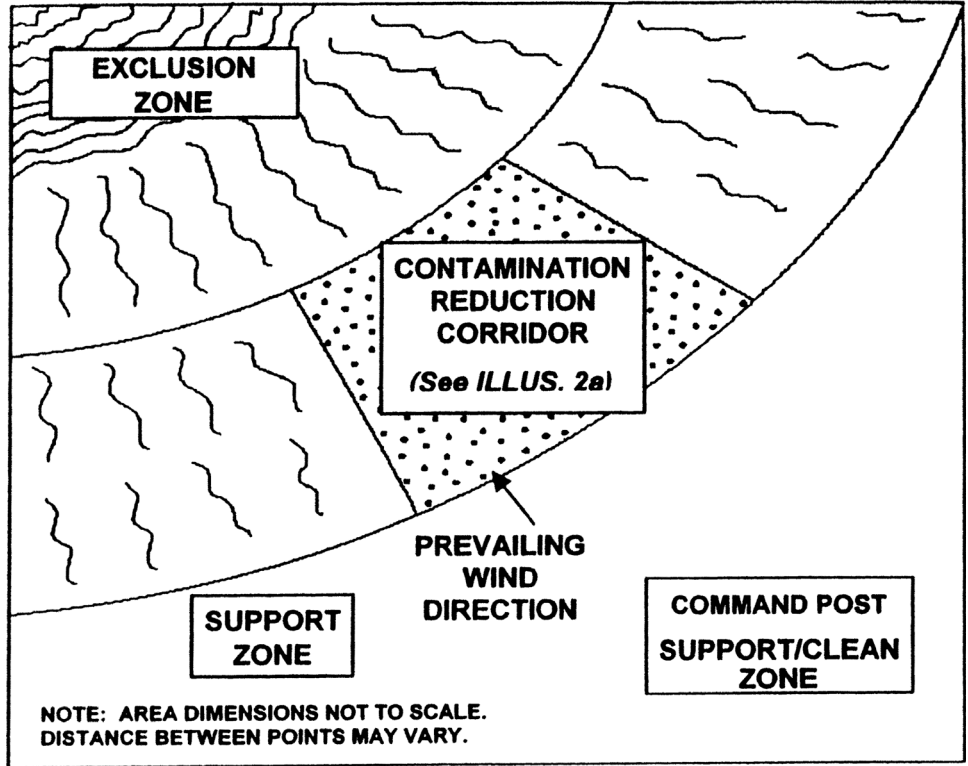 EXCLUSION
ZONE
CONTAMINATION
REDUCTION
CORRIDOR
(See ILLUS. 2a)
PREVAILING
WIND
DIRECTION
SUPPORT
ZONE
COMMAND POST
SUPPORT/CLEAN
ZONE
NOTE: AREA DIMENSIONS NOT TO SCALE.
DISTANCE BETWEEN POINTS MAY VARY.